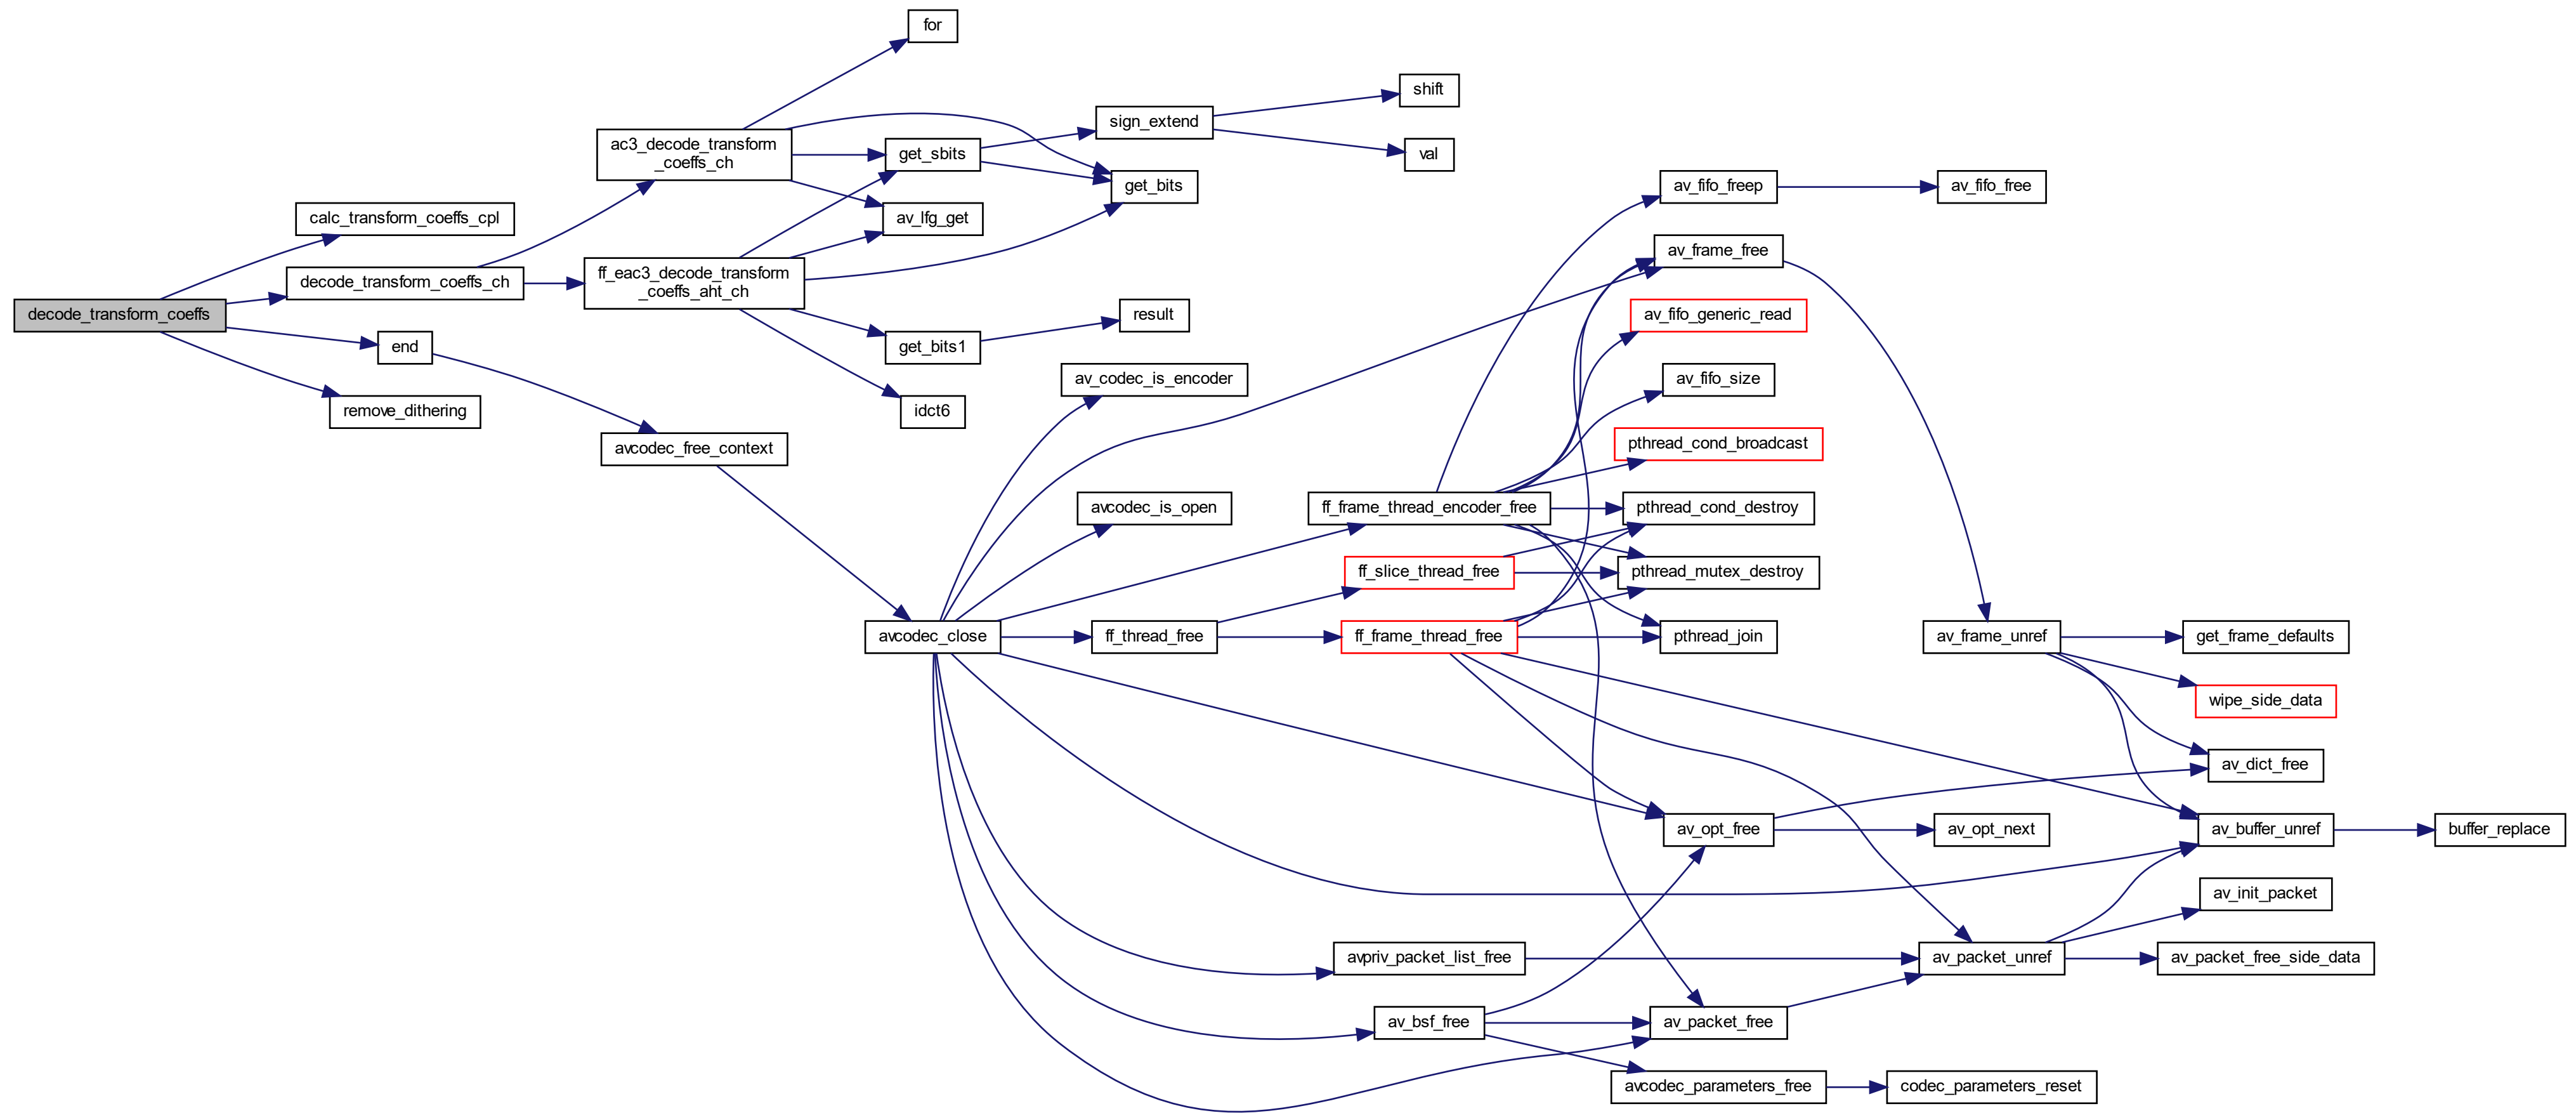 for
shift
sign_extend
ac3_decode_transform
_coeffs_ch
get_sbits
val
get_bits
av_fifo_freep
av_fifo_free
calc_transform_coeffs_cpl
av_lfg_get
av_frame_free
decode_transform_coeffs_ch
ff_eac3_decode_transform
_coeffs_aht_ch
decode_transform_coeffs
result
av_fifo_generic_read
end
get_bits1
av_codec_is_encoder
av_fifo_size
remove_dithering
idct6
avcodec_free_context
pthread_cond_broadcast
avcodec_is_open
ff_frame_thread_encoder_free
pthread_cond_destroy
ff_slice_thread_free
pthread_mutex_destroy
avcodec_close
ff_thread_free
ff_frame_thread_free
pthread_join
av_frame_unref
get_frame_defaults
wipe_side_data
av_dict_free
av_opt_free
av_opt_next
av_buffer_unref
buffer_replace
av_init_packet
avpriv_packet_list_free
av_packet_unref
av_packet_free_side_data
av_bsf_free
av_packet_free
avcodec_parameters_free
codec_parameters_reset